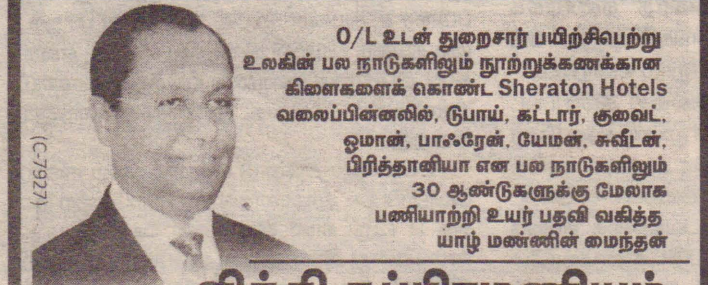 O/L உடன் துறைசார் பயிற்சிபெற்று
உலகின் பல நாடுகளிலும் நூற்றுக்கணக்கான
கிளைகளைக் கொண்ட Sheraton Hotels
வலைப்பின்னலில், டுபாய், கட்டார், குவைட்,
ஓமான், பாஃரேன், யேமன், சுவீடன்,
பிரித்தானியா என பல நாடுகளிலும்
30 ஆண்டுகளுக்கு மேலாக
பணியாற்றி உயர் பதவி வகித்த
யாழ் மண்ணின் மைந்தன்
(C-7927)